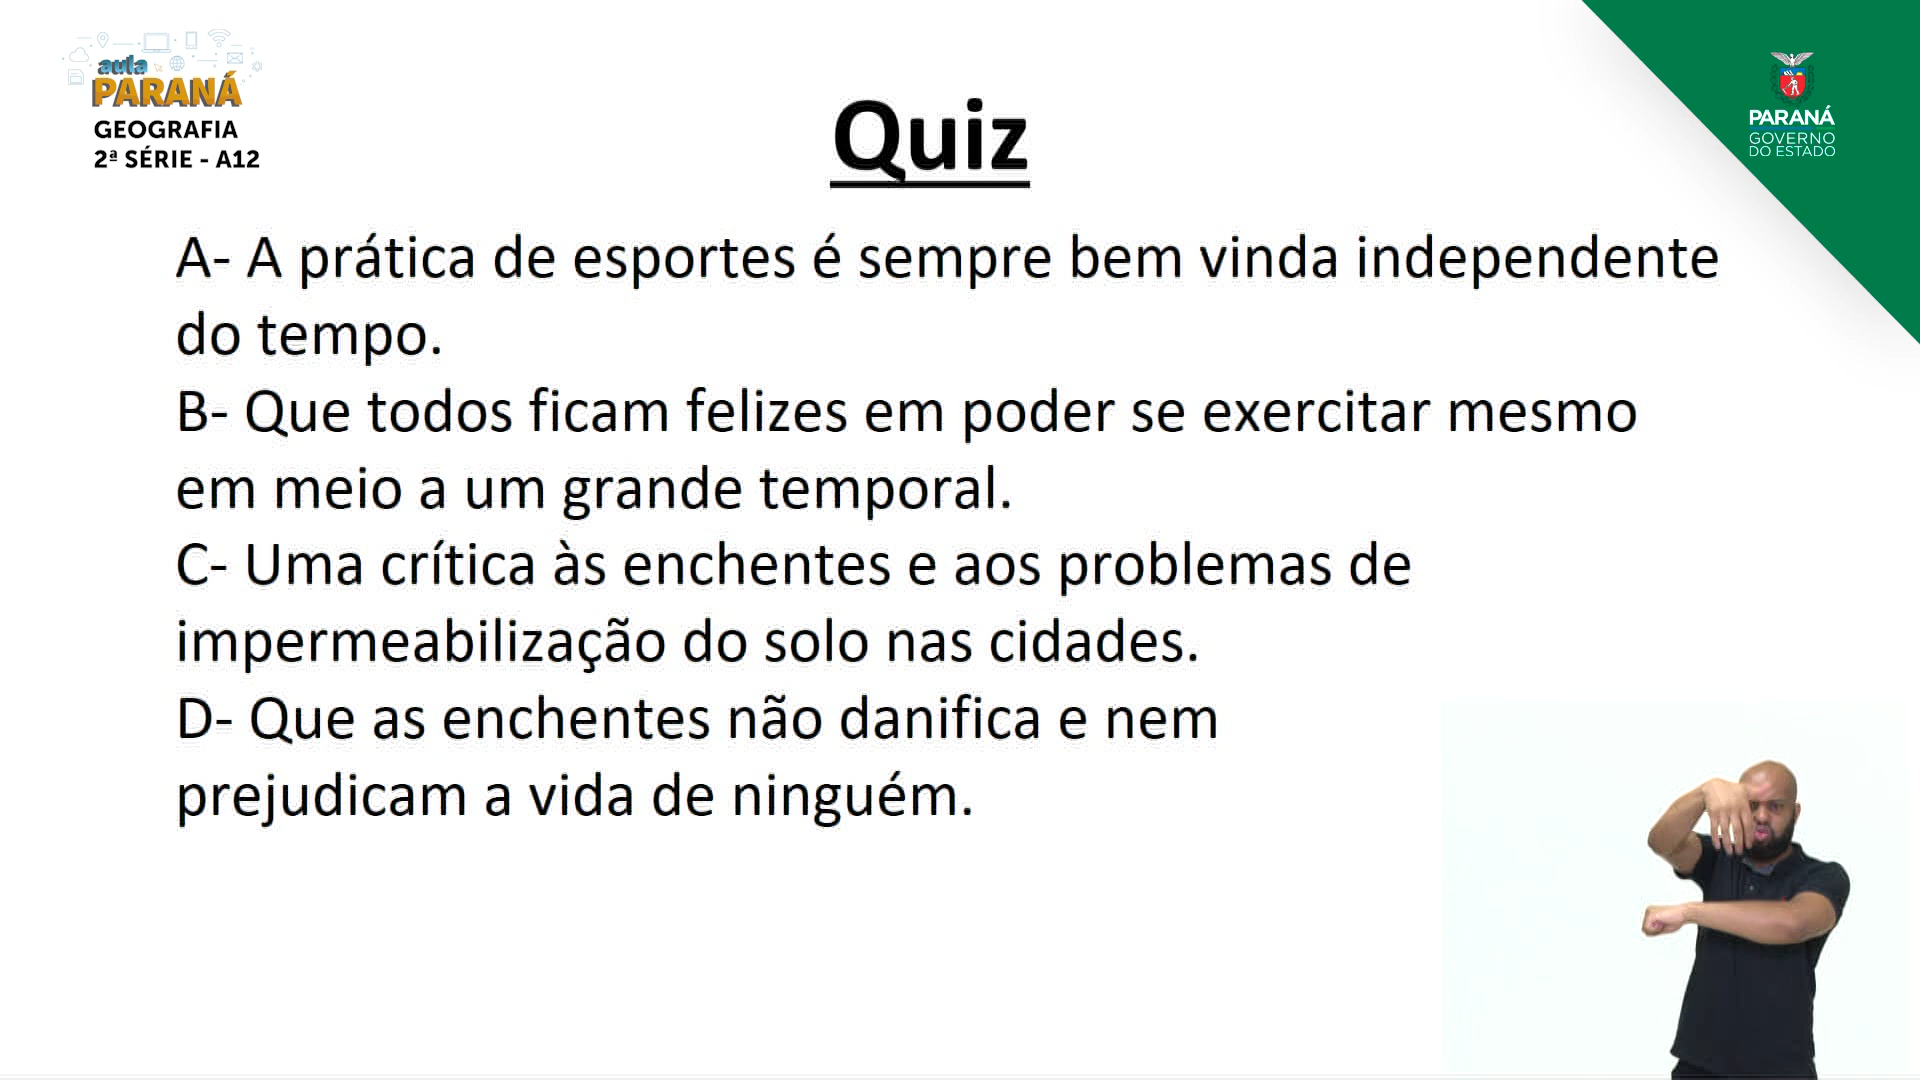 aula
PARANÁ
GEOGRAFIA
2ª SÉRIE - A12
PARANÁ
GOVERNO
DO ESTADO
Quiz
A- A prática de esportes é sempre bem vinda independente
do tempo.
B- Que todos ficam felizes em poder se exercitar mesmo
em meio a um grande temporal.
C- Uma crítica às enchentes e aos problemas de
impermeabilização do solo nas cidades.
D- Que as enchentes não danifica e nem
prejudicam a vida de ninguém.